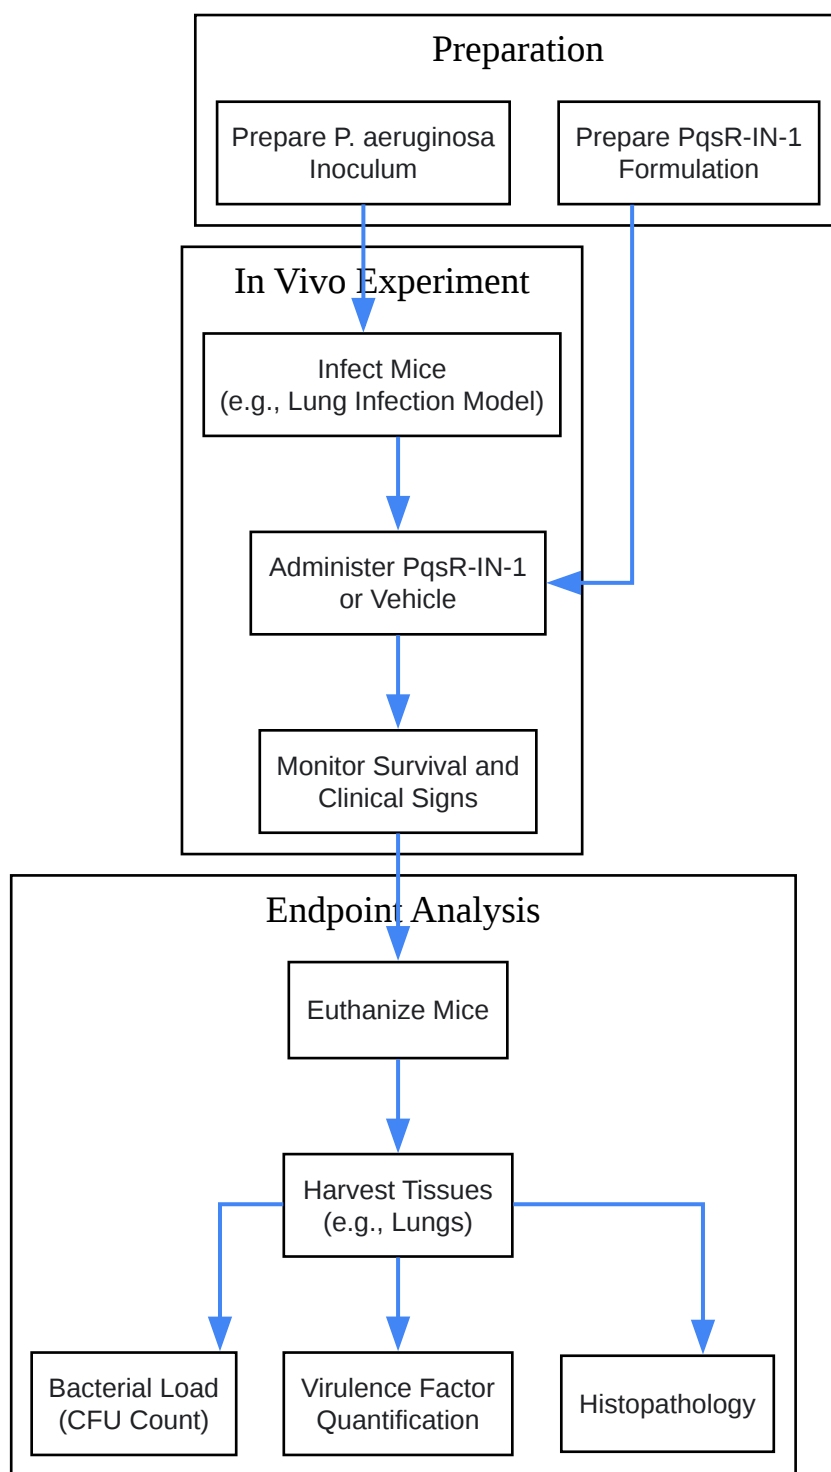 Preparation
Prepare P. aeruginosa
Inoculum
Prepare PqsR-IN-1
Formulation
In Vivo Experiment
Infect Mice
(e.g., Lung Infection Model)
Administer PqsR-IN-1
or Vehicle
Monitor Survival and
Clinical Signs
Endpoint Analysis
Euthanize Mice
Harvest Tissues
(e.g., Lungs)
Bacterial Load
(CFU Count)
Virulence Factor
Quantification
Histopathology